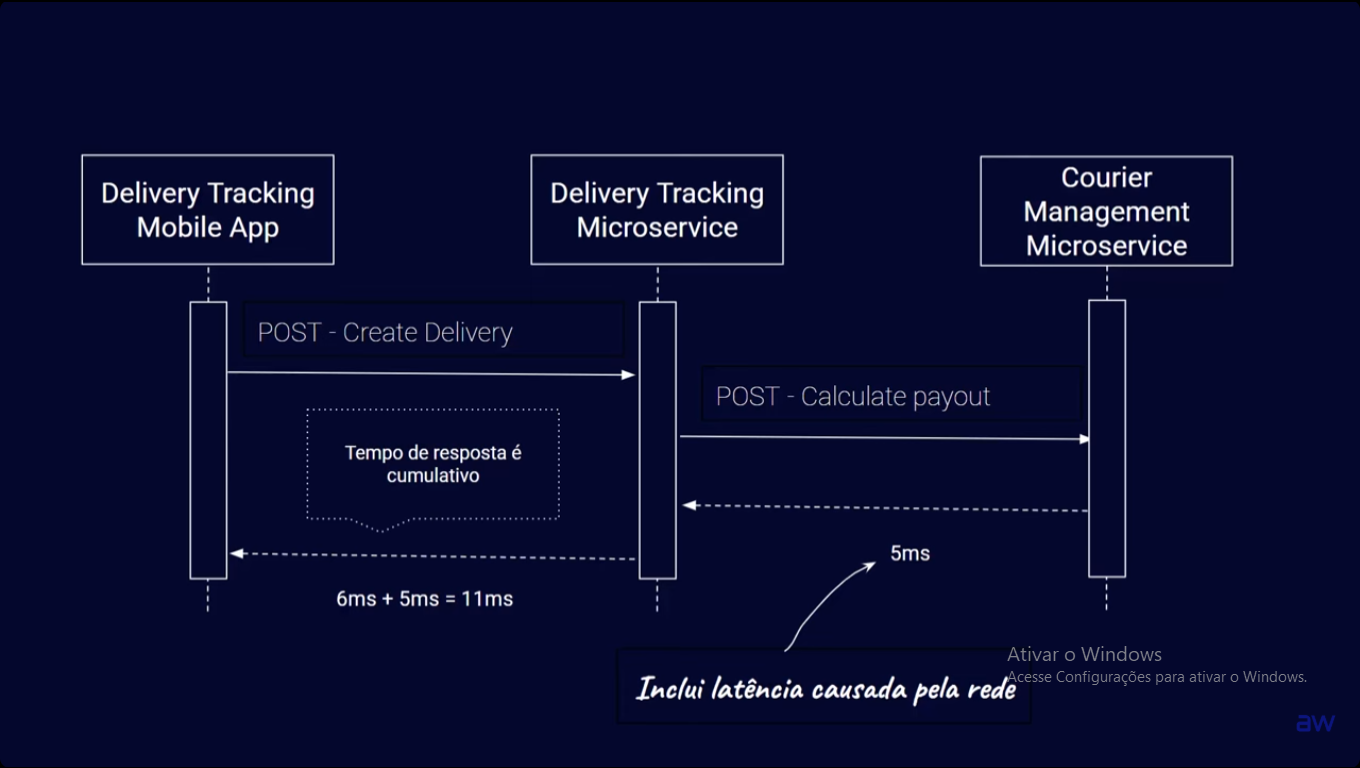 Delivery Tracking
Mobile App
Delivery Tracking
Microservice
Courier
Management
Microservice
POST - Create Delivery
POST - Calculate payout
Tempo de resposta é
cumulativo
5ms
6ms + 5ms = 11ms
Inclui latência causada pela rede
Ativar o Windows
Acesse Configurações para ativar o Windows.
aw